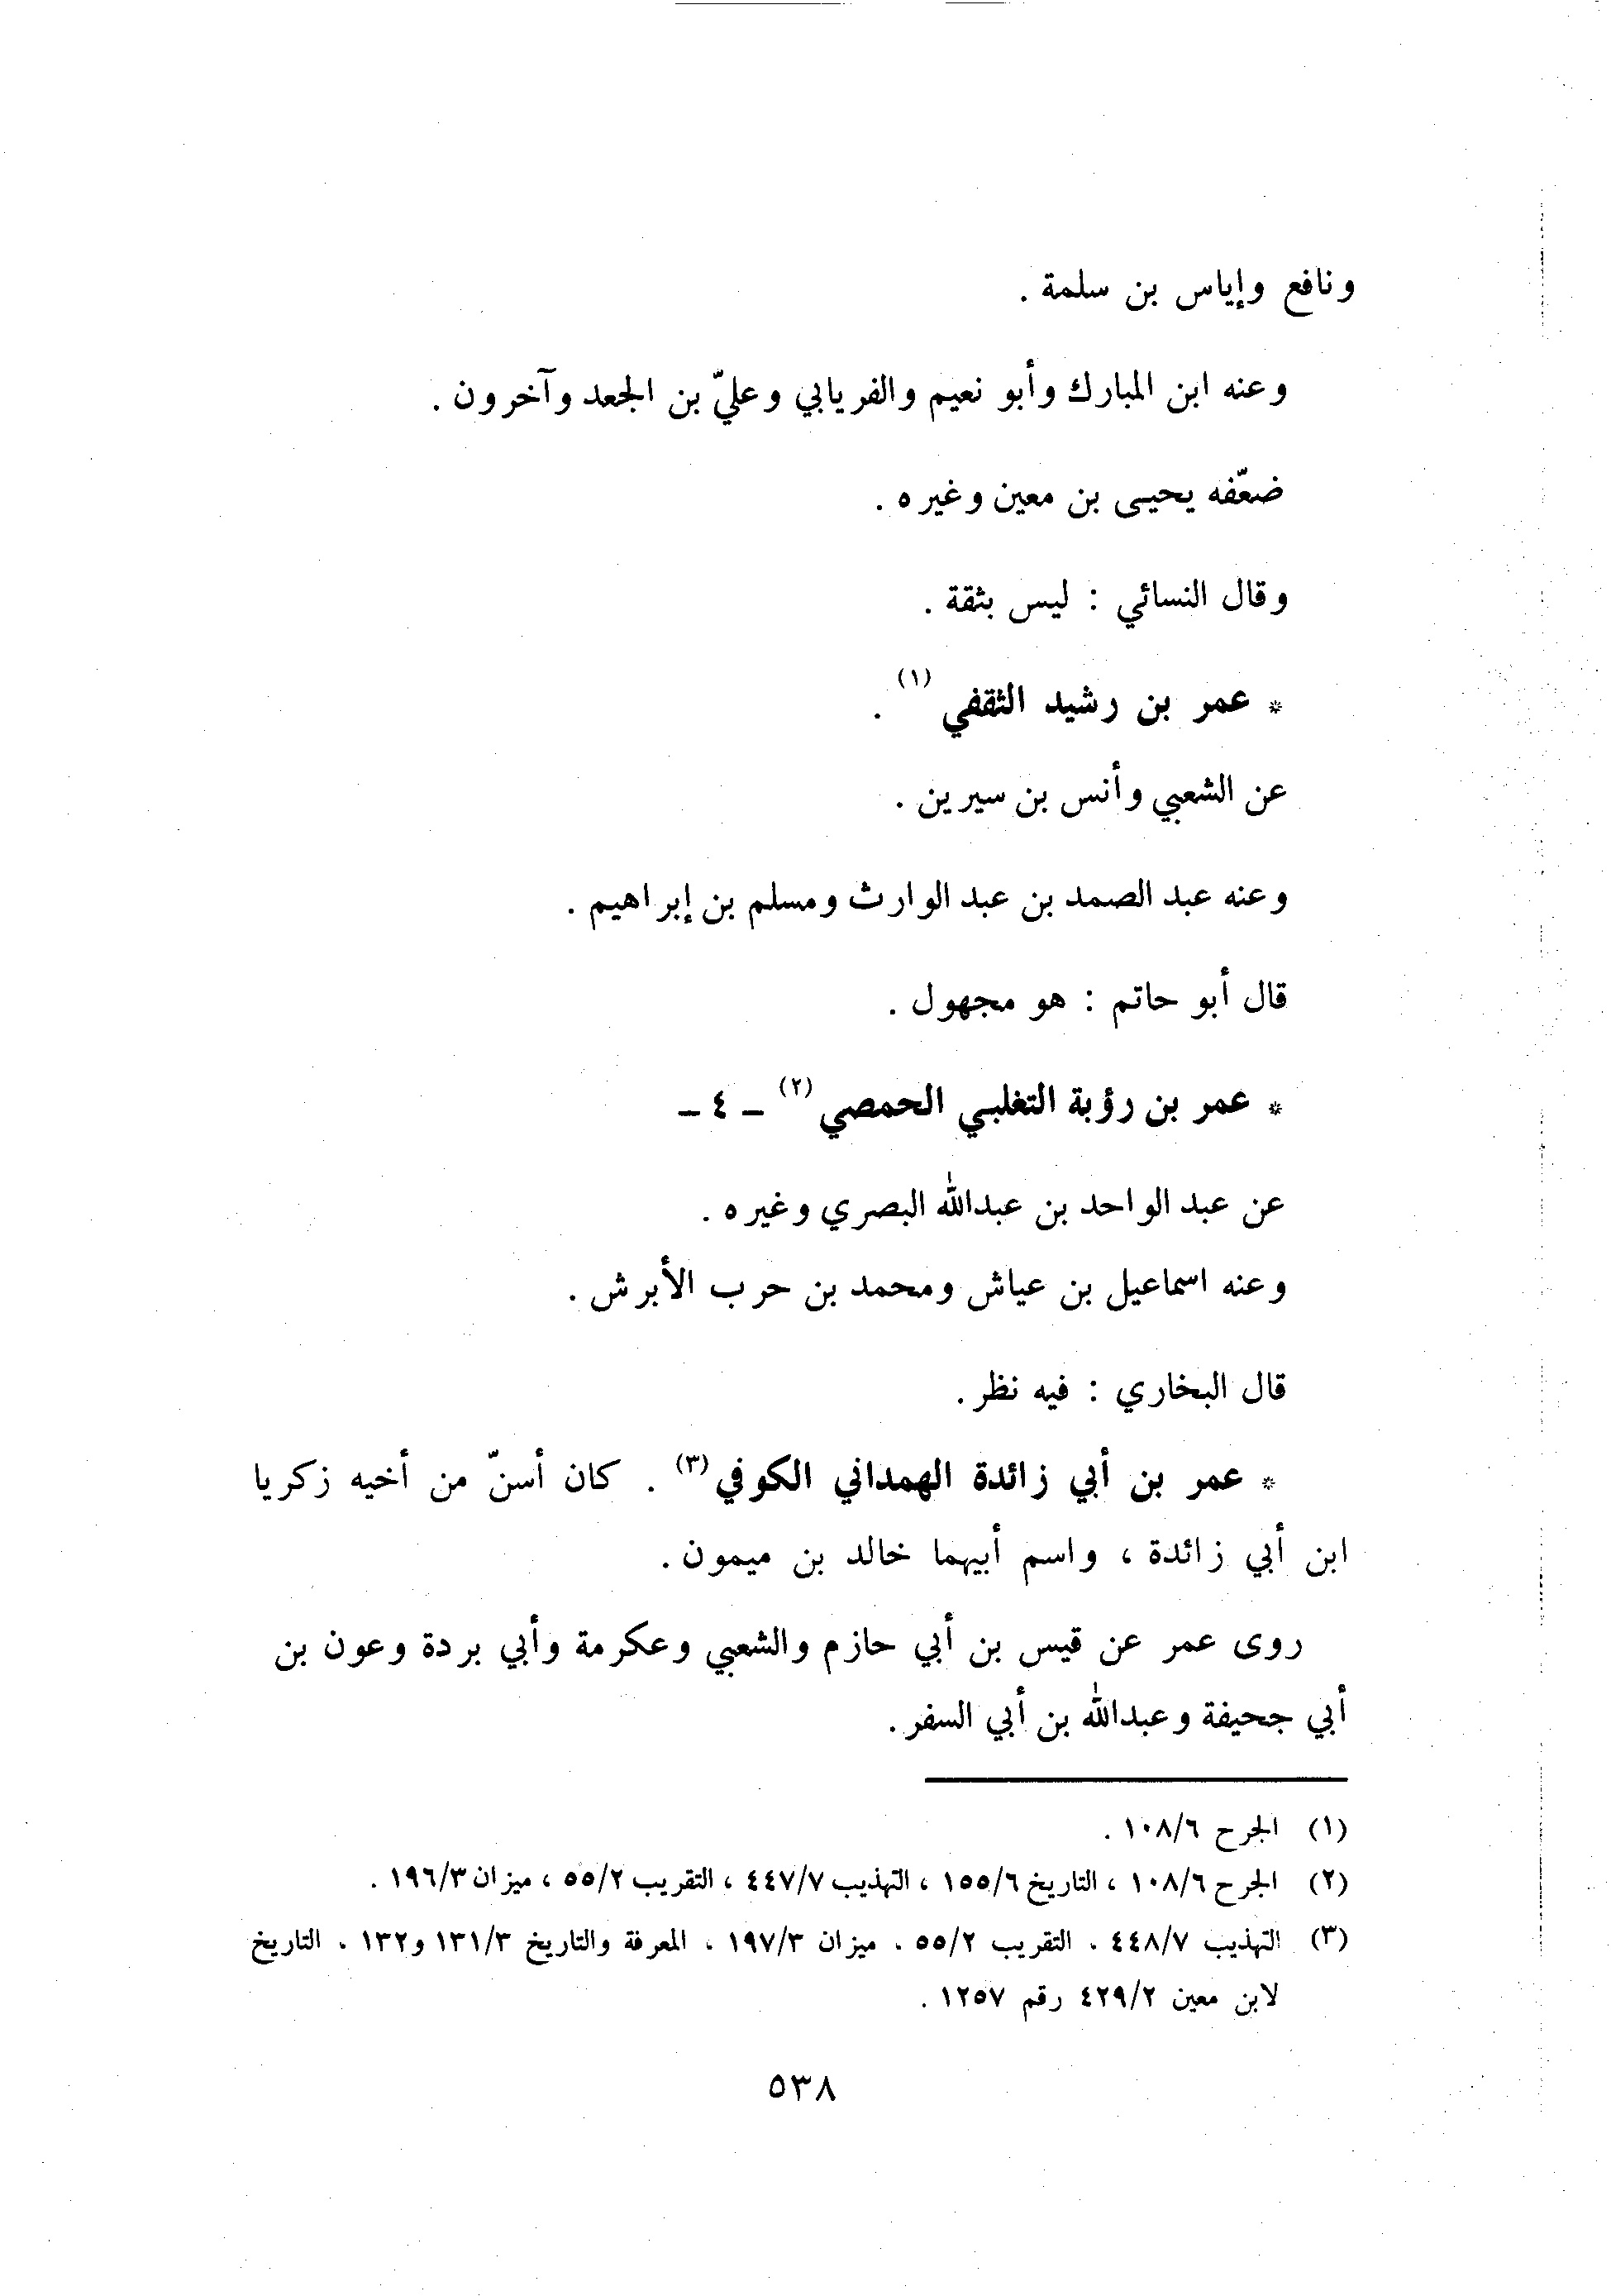 ونافع وإياس بن سلمة .
وعنه ابن المبارك وأبو نعيم والفريابي وعليّ بن الجعد وآخرون .
ضعّفه يحيى بن معين وغيره .
وقال النسائي : ليس بثقة .
* عمر بن رشيد الثقفي (١) .
عن الشعبي وأنس بن سيرين .
وعنه عبد الصمد بن عبد الوارث ومسلم بن إبراهيم .
قال أبو حاتم : هو مجهول .
* عمر بن رؤبة التغلبي الحمصي (٢) ـ ٤ ـ
عن عبد الواحد بن عبدالله البصري وغيره .
وعنه اسماعيل بن عياش ومحمد بن حرب الأبرش .
قال البخاري : فيه نظر .
* عمر بن أبي زائدة الهمداني الكوفي (٣) . كان أسنّ من أخيه زكريا
ابن أبي زائدة ، واسم أبيهما خالد بن ميمون .
روى عمر عن قيس بن أبي حازم والشعبي وعكرمة وأبي بردة وعون بن
أبي جحيفة وعبدالله بن أبي السفر .
(١) الجرح ١٠٨/٦ .
(٢) الجرح ١٠٨/٦ ، التاريخ ١٥٥/٦ ، التهذيب ٤٤٧/٧ ، التقريب ٥٥/٢ ، ميزان ١٩٦/٣ .
(٣) التهذيب ٤٤٨/٧ ، التقريب ٥٥/٢ ، ميزان ١٩٧/٣ ، المعرفة والتاريخ ١٣١/٣ و١٣٢ ، التاريخ
لابن معين ٤٢٩/٢ رقم ١٢٥٧ .
٥٣٨